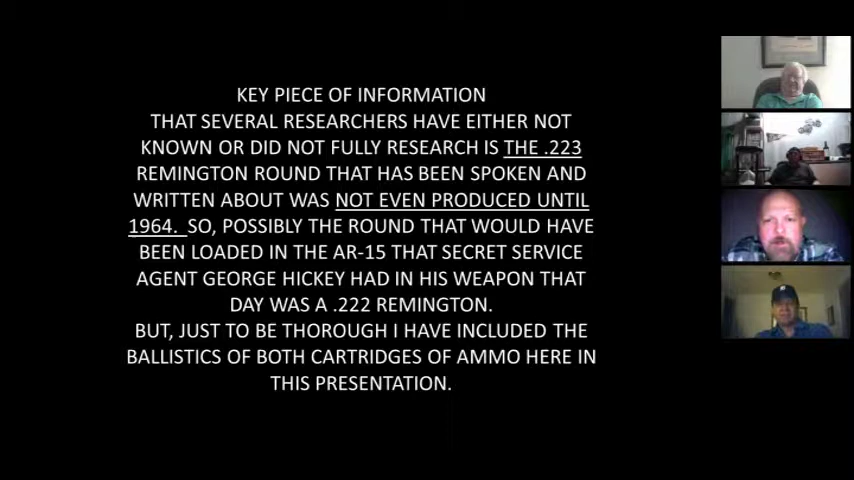 KEY PIECE OF INFORMATION
THAT SEVERAL RESEARCHERS HAVE EITHER NOT
KNOWN OR DID NOT FULLY RESEARCH IS THE .223
REMINGTON ROUND THAT HAS BEEN SPOKEN AND
WRITTEN ABOUT WAS NOT EVEN PRODUCED UNTIL
1964. SO, POSSIBLY THE ROUND THAT WOULD HAVE
BEEN LOADED IN THE AR-15 THAT SECRET SERVICE
AGENT GEORGE HICKEY HAD IN HIS WEAPON THAT
DAY WAS A .222 REMINGTON.
BUT, JUST TO BE THOROUGH I HAVE INCLUDED THE
BALLISTICS OF BOTH CARTRIDGES OF AMMO HERE IN
THIS PRESENTATION.